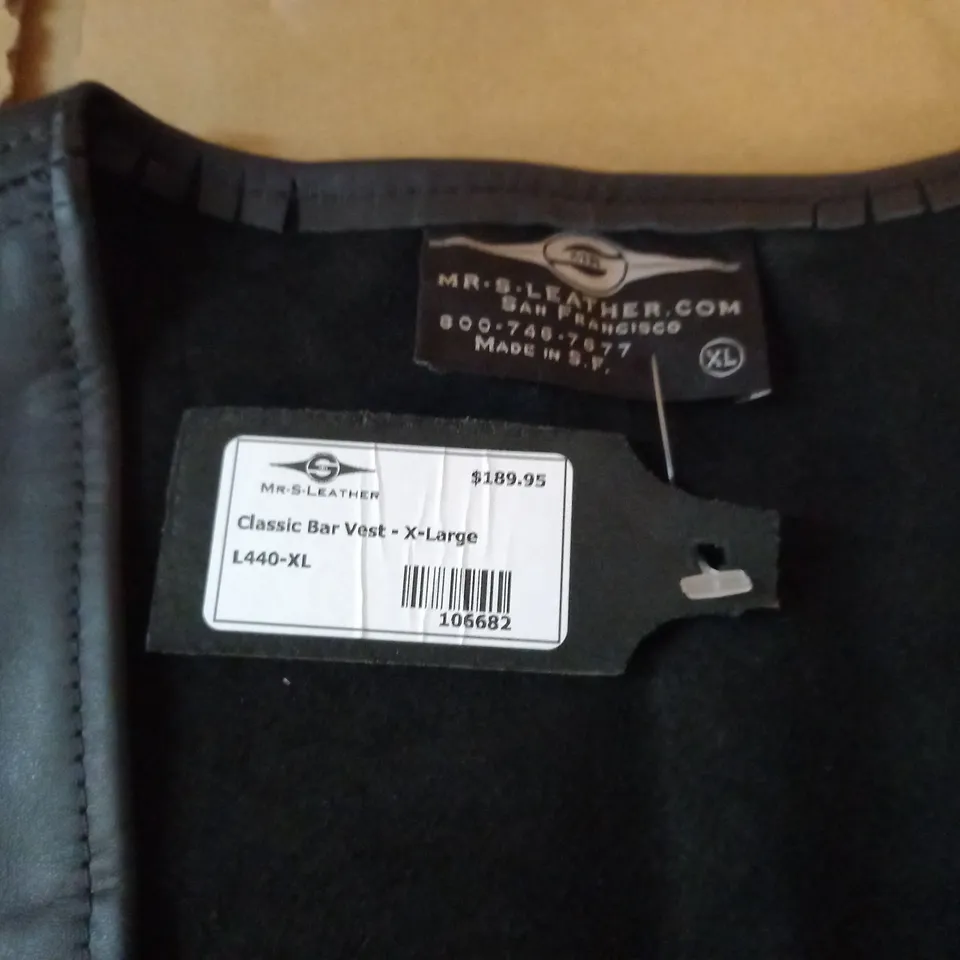 MR
MR·S·LEATHER.COM
SAN FRANCISCO
800-746-7677
MADE IN S.F.
XL
MR·S·LEATHER
$189.95
Classic Bar Vest - X-Large
L440-XL
106682